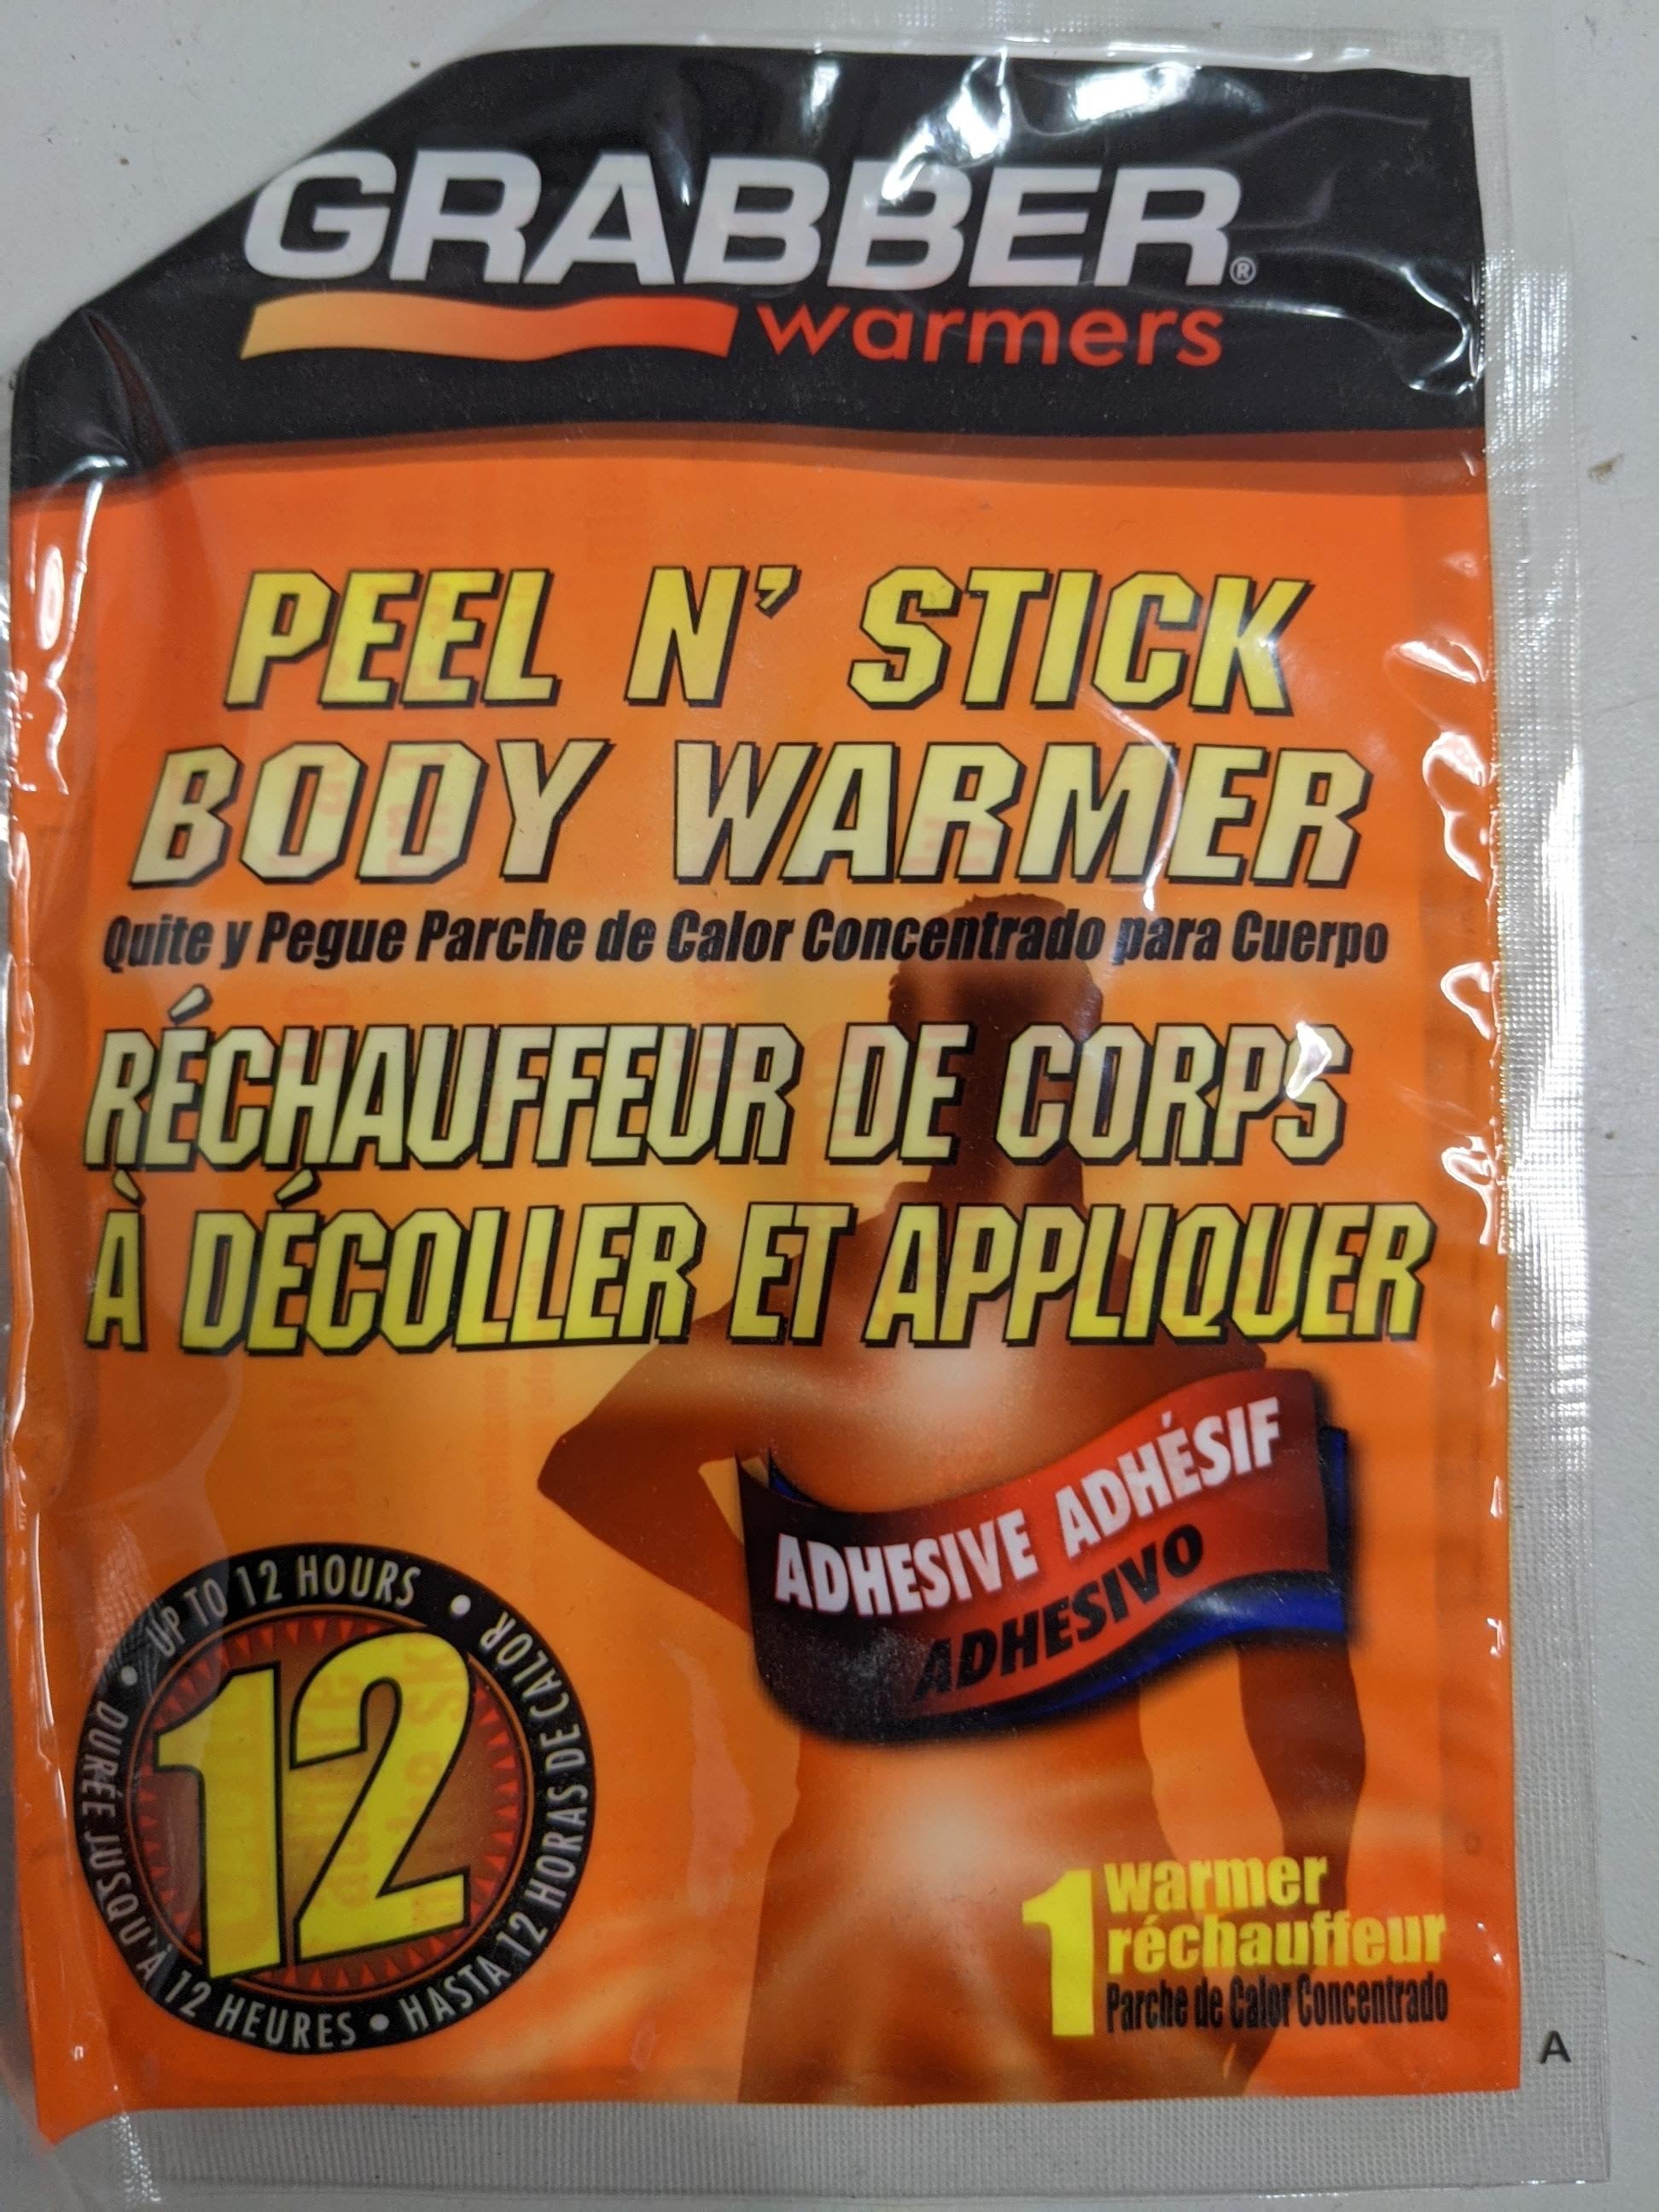 GRABBER®
warmers
PEEL N' STICK
BODY WARMER
Quite y Pegue Parche de Calor Concentrado para Cuerpo
RÉCHAUFFEUR DE CORPS
À DÉCOLLER ET APPLIQUER
ADHESIVE ADHÉSIF
ADHESIVO
• UP TO 12 HOURS • HASTA 12 HORAS DE CALOR • DURÉE JUSQU'À 12 HEURES
12
1 warmer
réchauffeur
Parche de Calor Concentrado
A